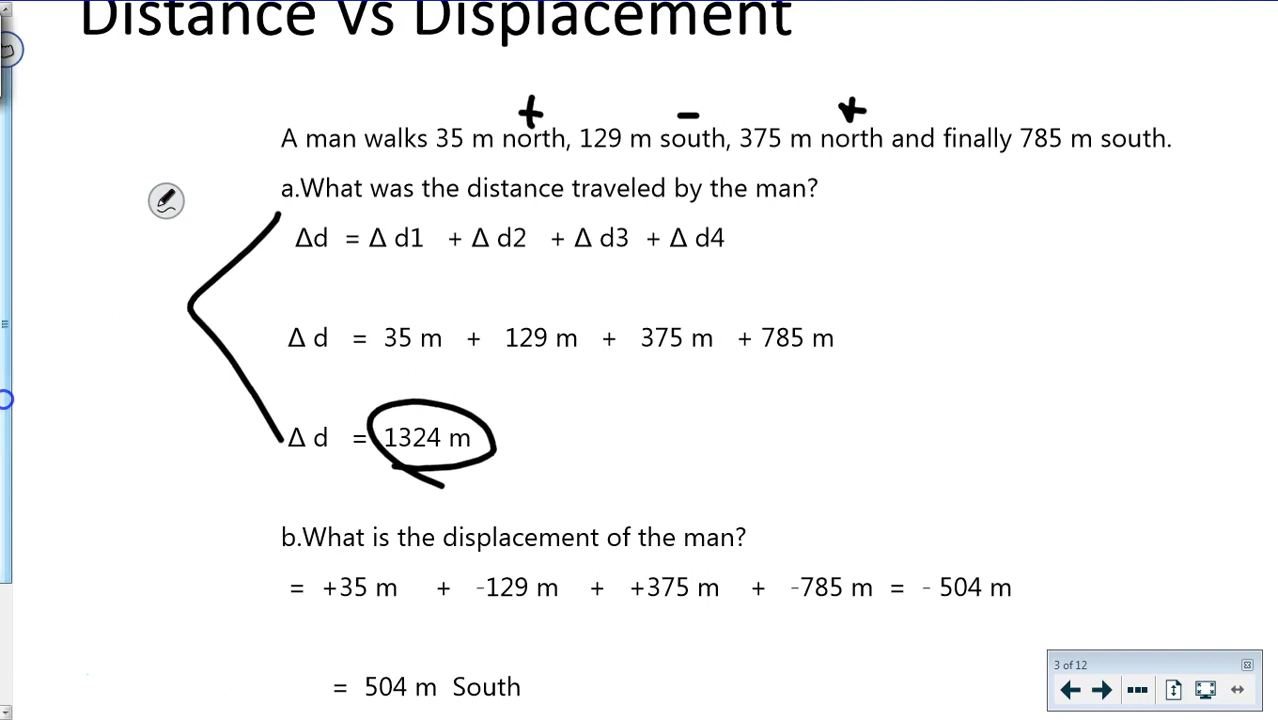 Distance Vs Displacement
+ - +
A man walks 35 m north, 129 m south, 375 m north and finally 785 m south.
a.What was the distance traveled by the man?
Δd = Δ d1 + Δ d2 + Δ d3 + Δ d4
Δ d = 35 m + 129 m + 375 m + 785 m
Δ d = 1324 m
b.What is the displacement of the man?
= +35 m + -129 m + +375 m + -785 m = - 504 m
3 of 12
= 504 m South